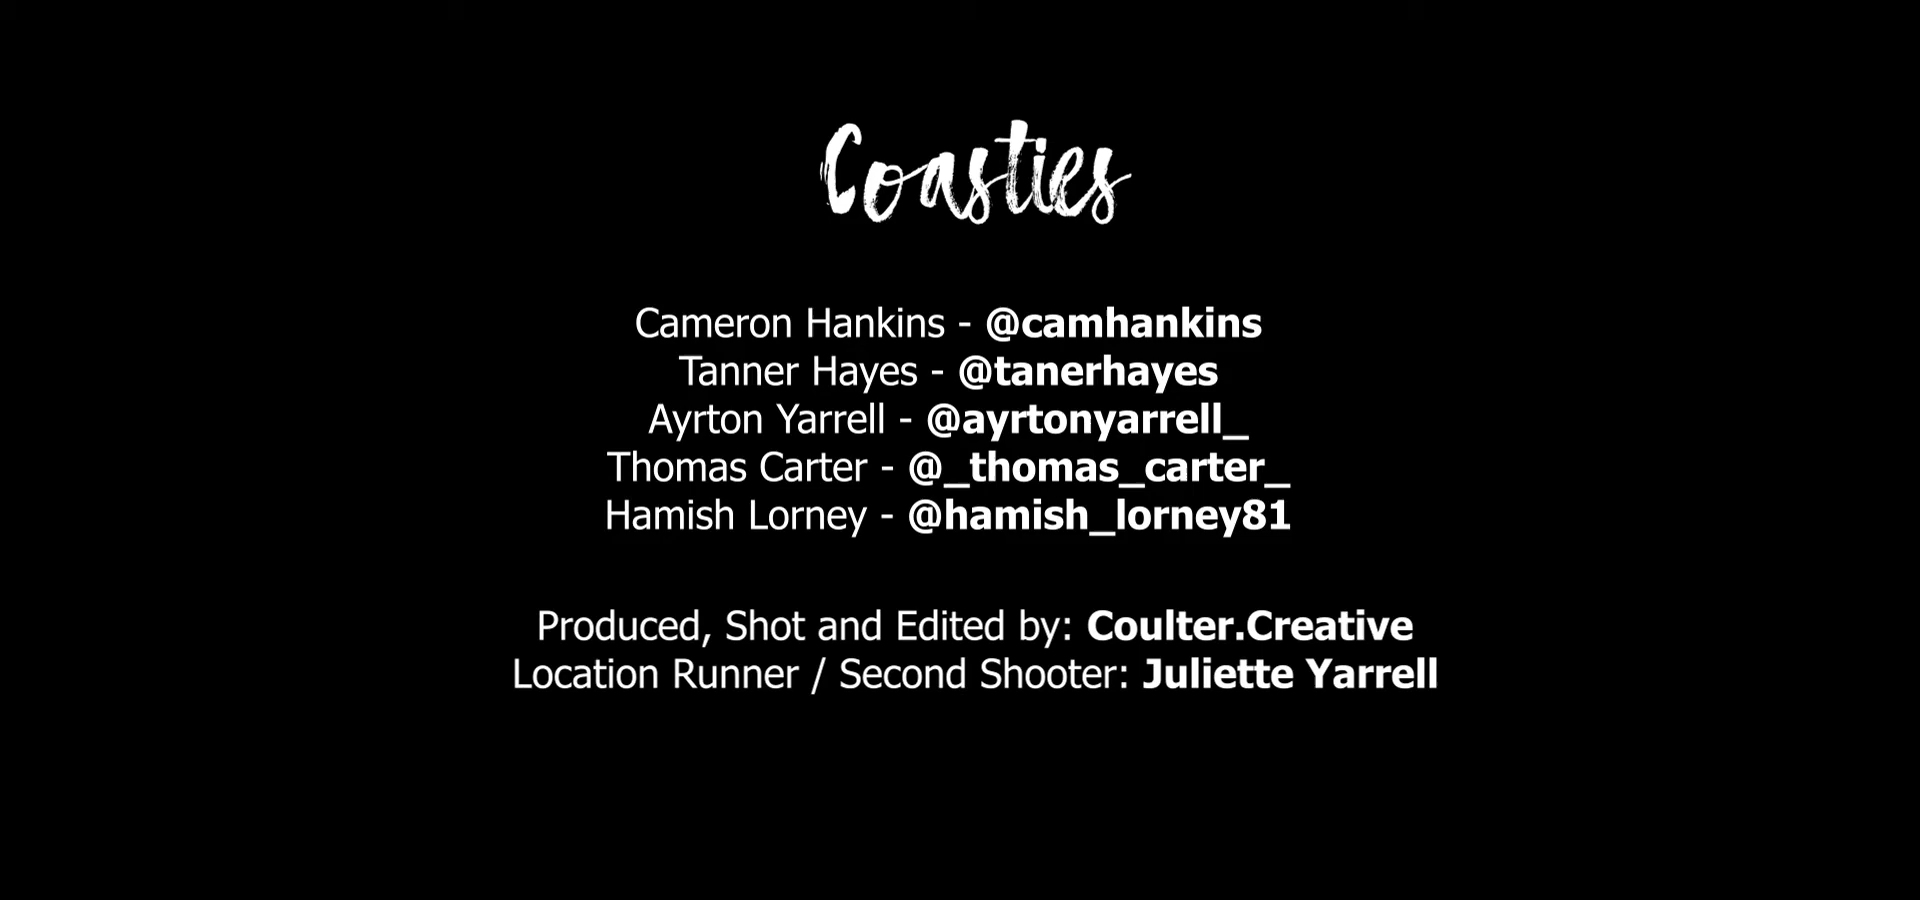 Coasties
Cameron Hankins - @camhankins
Tanner Hayes - @tanerhayes
Ayrton Yarrell - @ayrtonyarrell_
Thomas Carter - @_thomas_carter_
Hamish Lorney - @hamish_lorney81
Produced, Shot and Edited by: Coulter.Creative
Location Runner / Second Shooter: Juliette Yarrell